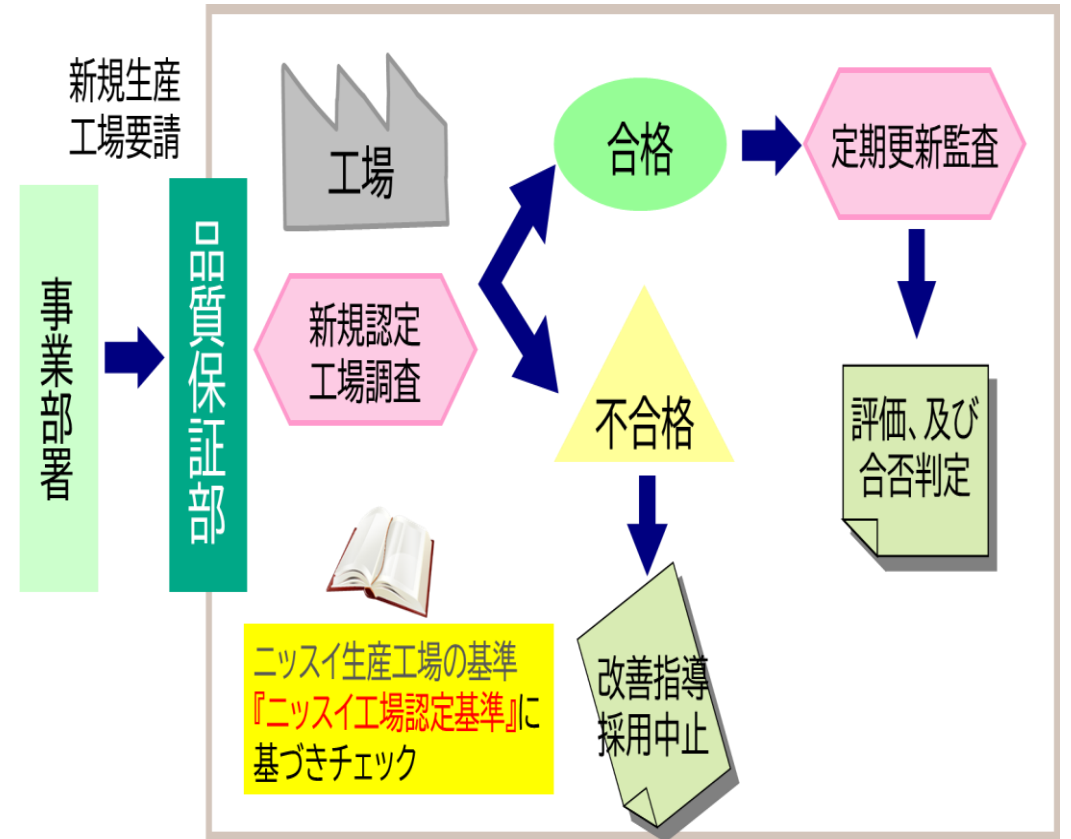 新規生産
工場要請
事業部署
品質保証部
工場
新規認定
工場調査
合格
不合格
定期更新監査
評価、及び
合否判定
改善指導
採用中止
ニッスイ生産工場の基準
『ニッスイ工場認定基準』に
基づきチェック